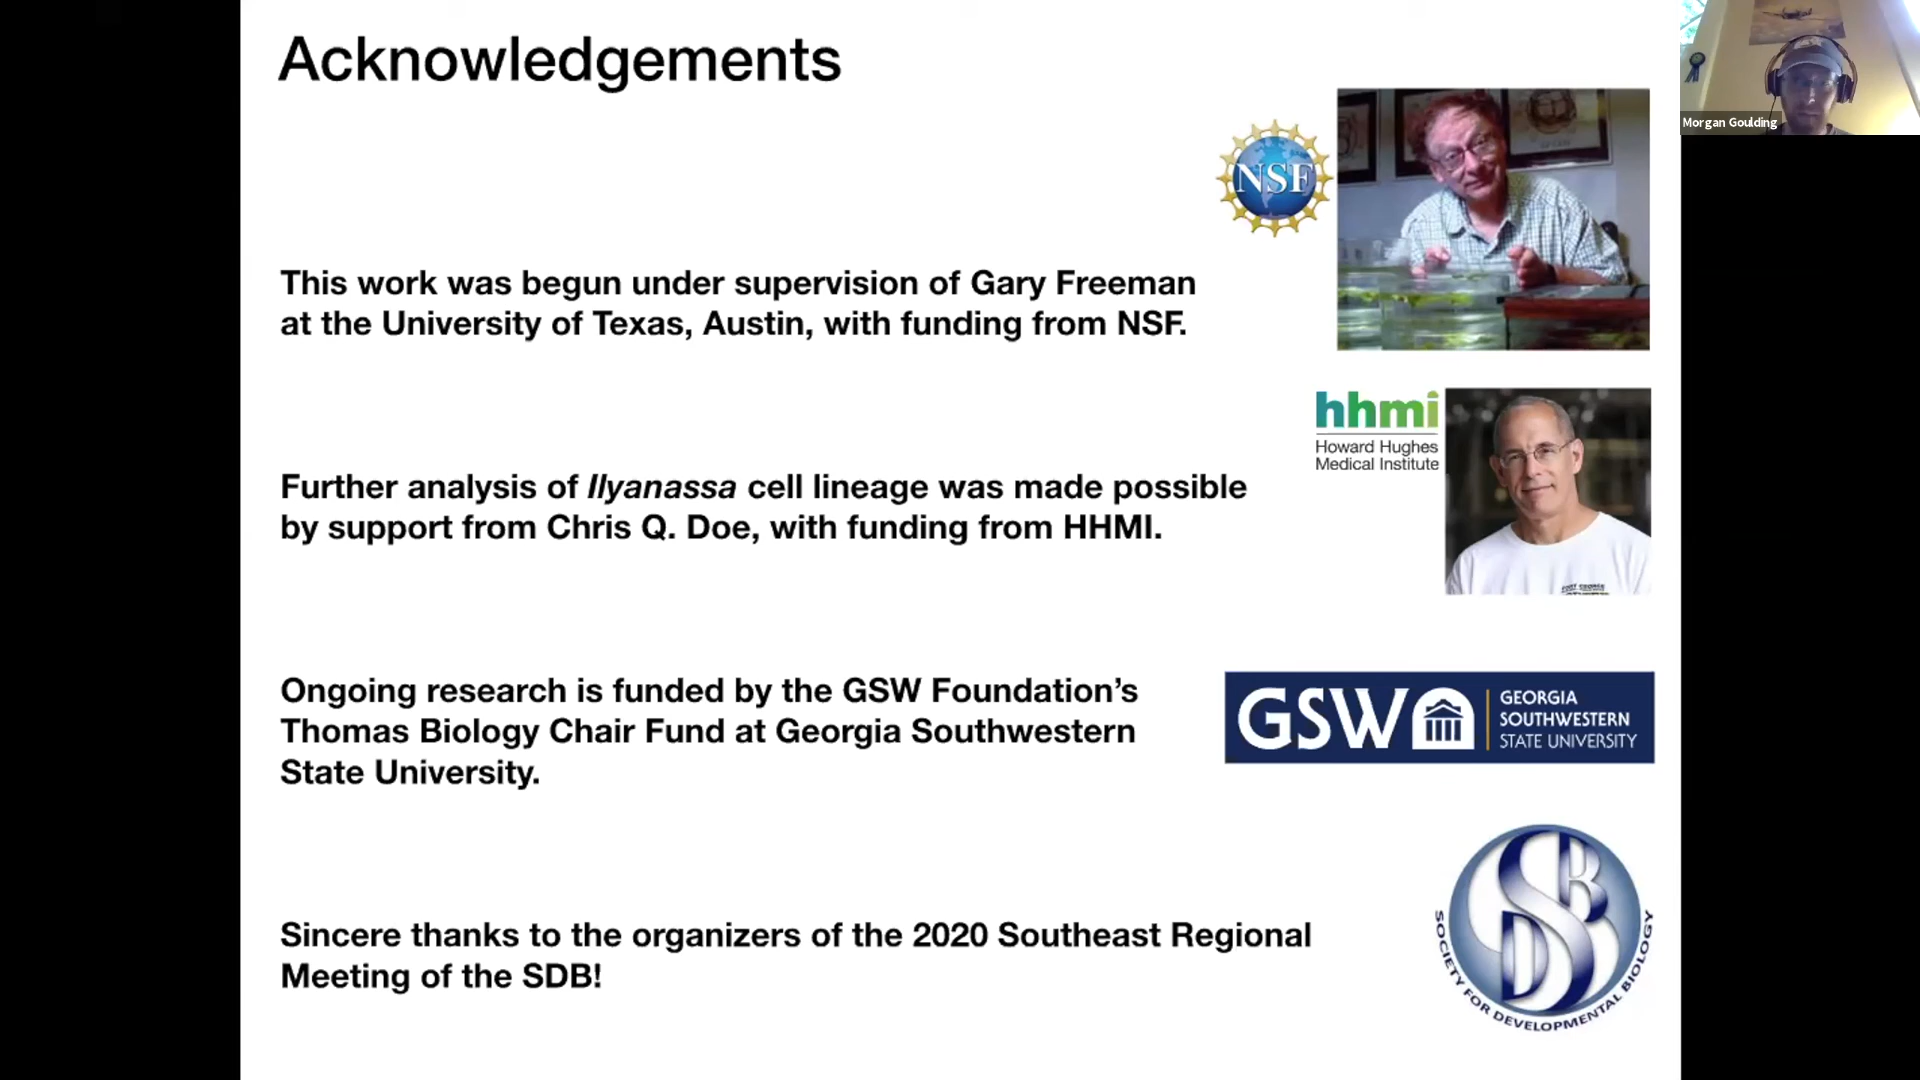 Acknowledgements
Morgan Goulding
NSF
This work was begun under supervision of Gary Freeman
at the University of Texas, Austin, with funding from NSF.
hhmi
Howard Hughes
Medical Institute
Further analysis of Ilyanassa cell lineage was made possible
by support from Chris Q. Doe, with funding from HHMI.
Ongoing research is funded by the GSW Foundation’s
Thomas Biology Chair Fund at Georgia Southwestern
State University.
GSW
GEORGIA
SOUTHWESTERN
STATE UNIVERSITY
Sincere thanks to the organizers of the 2020 Southeast Regional
Meeting of the SDB!
SDB
SOCIETY FOR DEVELOPMENTAL BIOLOGY